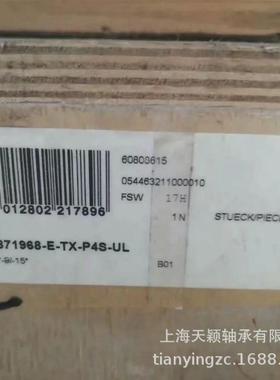 60808615
054463211000010
FSW 17H
1N
STUECK/PIEC
012802 217896
B71968-E-TX-P4S-UL
B01
上海天颖轴承有限
tianyingzc.1688.